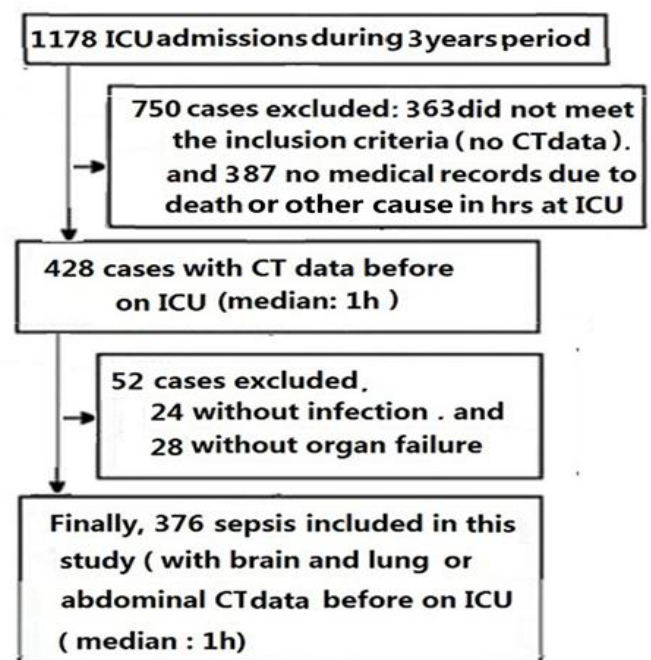 1178 ICU admissions during 3 years period
750 cases excluded: 363 did not meet
the inclusion criteria ( no CT data ).
and 387 no medical records due to
death or other cause in hrs at ICU
428 cases with CT data before
on ICU (median: 1h )
52 cases excluded,
24 without infection . and
28 without organ failure
Finally, 376 sepsis included in this
study ( with brain and lung or
abdominal CT data before on ICU
( median : 1h)